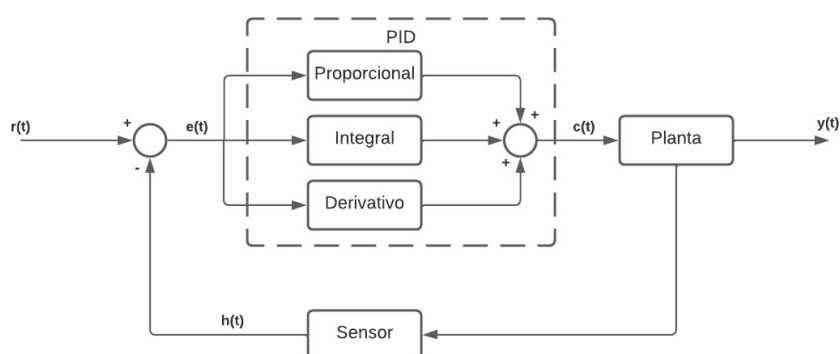 PID
Proporcional
+
+
+
r(t)
e(t)
Integral
+
c(t)
Planta
y(t)
-
+
Derivativo
h(t)
Sensor